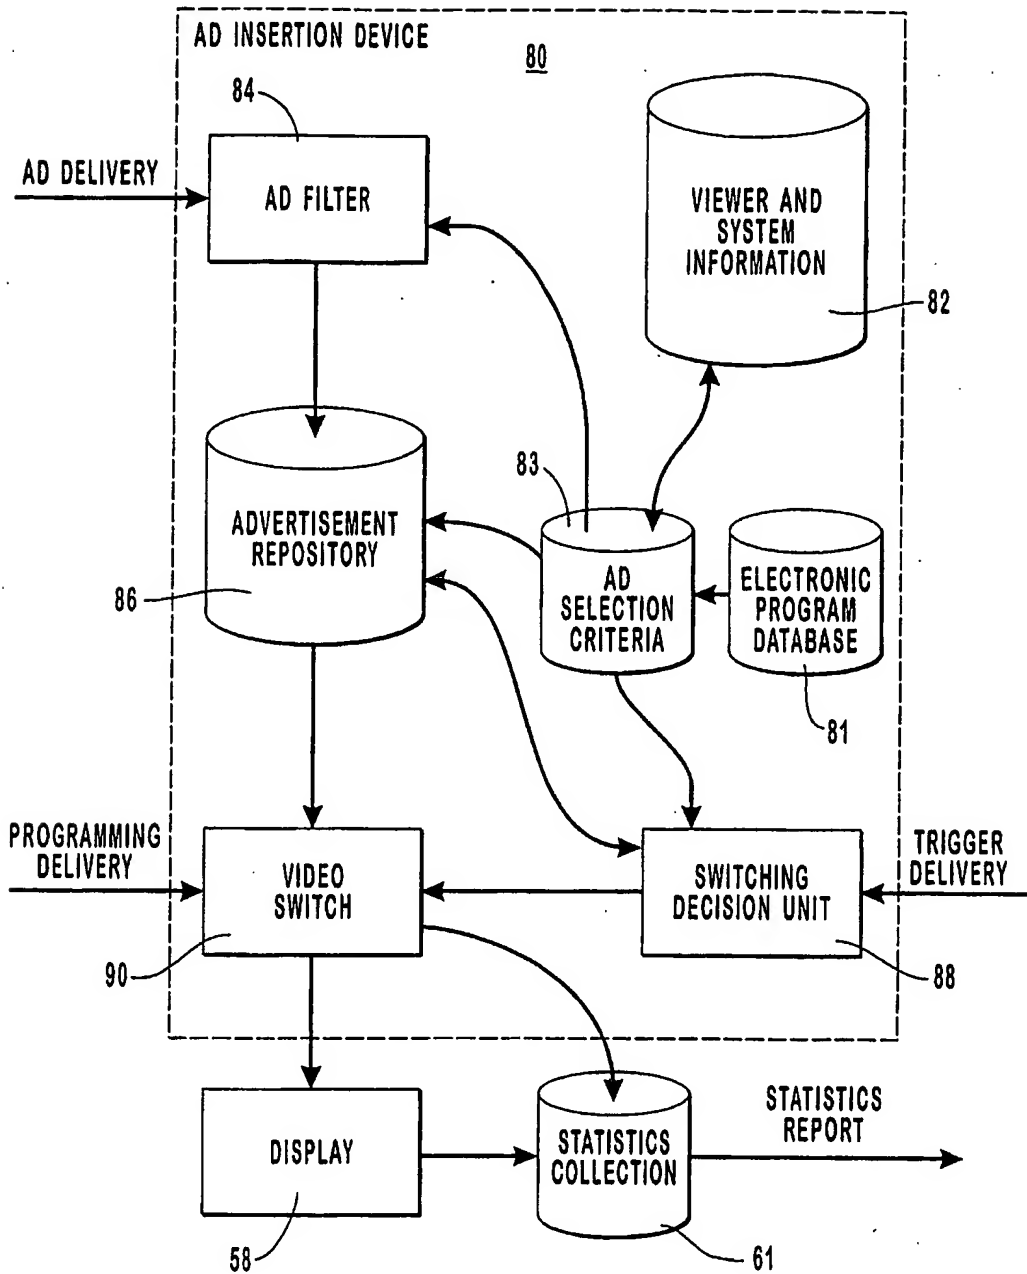 AD INSERTION DEVICE
80
84
AD DELIVERY
AD FILTER
VIEWER AND
SYSTEM
INFORMATION
82
83
ADVERTISEMENT
REPOSITORY
86
AD
SELECTION
CRITERIA
ELECTRONIC
PROGRAM
DATABASE
81
PROGRAMMING
DELIVERY
VIDEO
SWITCH
90
SWITCHING
DECISION UNIT
88
TRIGGER
DELIVERY
DISPLAY
58
STATISTICS
COLLECTION
61
STATISTICS
REPORT